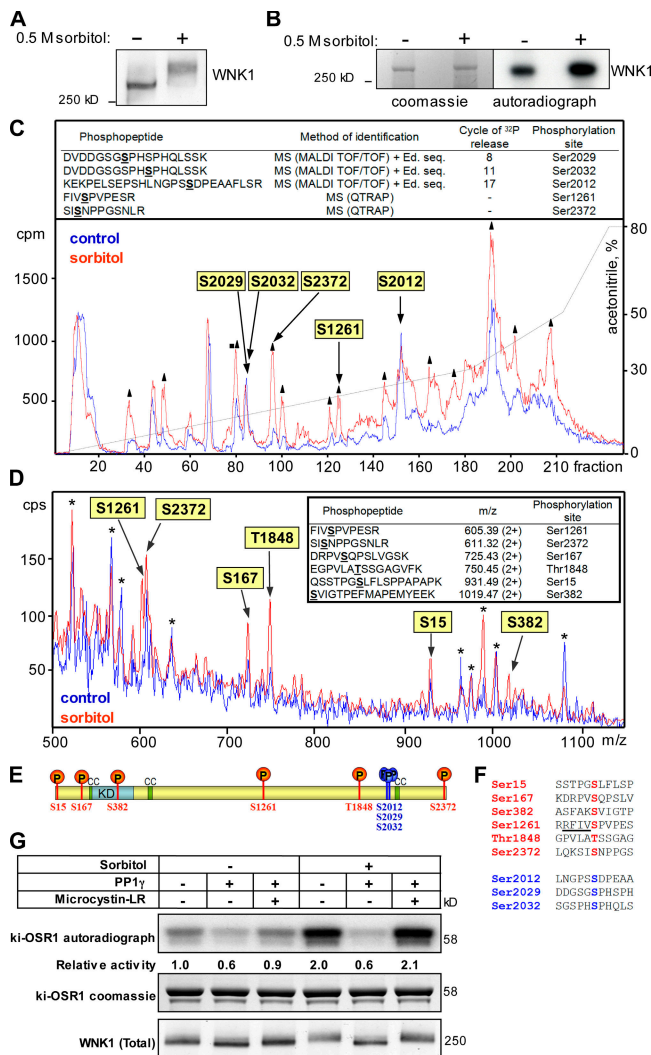 A
B
0.5 M sorbitol: - +
WNK1
250 kD
0.5 M sorbitol: - + - +
WNK1
250 kD
coomassie autoradiograph
C
Phosphopeptide Method of identification Cycle of 32P release Phosphorylation site
DVDDGSGSPHSPHQLSSK MS (MALDI TOF/TOF) + Ed. seq. 8 Ser2029
DVDDGSGSPHSPHQLSSK MS (MALDI TOF/TOF) + Ed. seq. 11 Ser2032
KEKPELSEPSHLNGPSSDPEAAFLSR MS (MALDI TOF/TOF) + Ed. seq. 17 Ser2012
FIVSPVPESR MS (QTRAP) - Ser1261
SISNPPGSNLR MS (QTRAP) - Ser2372
cpm
control
sorbitol
S2029 S2032 S2372 S2012
S1261
1500
1000
500
80
50
30
0
acetonitrile, %
20 40 60 80 100 120 140 160 180 200 210 fraction
D
cps
S1261 S2372
T1848
S167
S15 S382
Phosphopeptide m/z Phosphorylation site
FIVSPVPESR 605.39 (2+) Ser1261
SISNPPGSNLR 611.32 (2+) Ser2372
DRPVSQPSLVGSK 725.43 (2+) Ser167
EGPVLATSSGAGVFK 750.45 (2+) Thr1848
QSSTPGSLFLSPPAPAPK 931.49 (2+) Ser15
SVIGTPEFMAPEMYEEK 1019.47 (2+) Ser382
150
100
50
control
sorbitol
500 600 700 800 900 1000 m/z
E
P P P P P P P P
CC KD CC CC
S15 S167 S382 S1261 T1848 S2012 S2372
S2029
S2032
F
Ser15 SSTPGSLFLSP
Ser167 KDRPVSQPSLV
Ser382 ASFAKSVIGTP
Ser1261 RRFIVSPVPES
Thr1848 GPVLATSSGAG
Ser2372 LQKSISNPPGS
Ser2012 LNGPSSDPEAA
Ser2029 DDGSGSPHSPH
Ser2032 SGSPHSPHQLS
G
Sorbitol - +
PP1γ - + + - + +
Microcystin-LR - - + - - +
kD
ki-OSR1 autoradiograph 58
Relative activity 1.0 0.6 0.9 2.0 0.6 2.1
ki-OSR1 coomassie 58
WNK1 (Total) 250